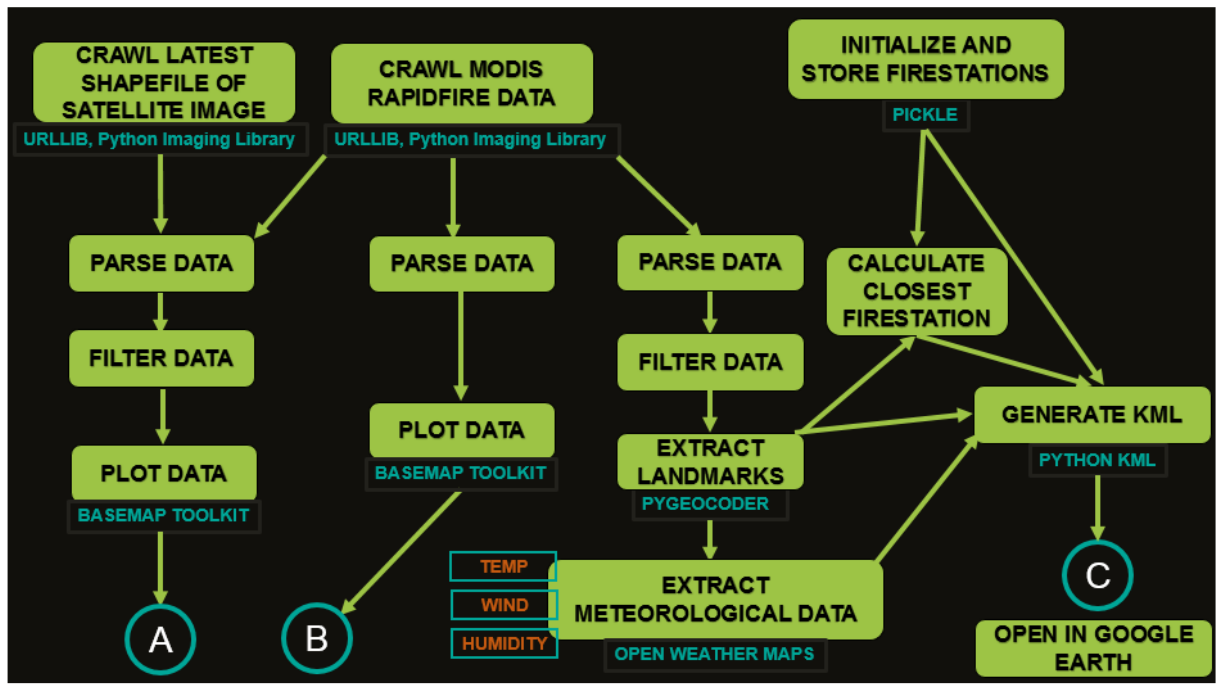 CRAWL LATEST
SHAPEFILE OF
SATELLITE IMAGE
URLLIB, Python Imaging Library
CRAWL MODIS
RAPIDFIRE DATA
URLLIB, Python Imaging Library
INITIALIZE AND
STORE FIRESTATIONS
PICKLE
PARSE DATA
PARSE DATA
PARSE DATA
CALCULATE
CLOSEST
FIRESTATION
FILTER DATA
FILTER DATA
PLOT DATA
BASEMAP TOOLKIT
PLOT DATA
BASEMAP TOOLKIT
EXTRACT
LANDMARKS
PYGEOCODER
GENERATE KML
PYTHON KML
TEMP
WIND
HUMIDITY
EXTRACT
METEOROLOGICAL DATA
OPEN WEATHER MAPS
A
B
C
OPEN IN GOOGLE
EARTH